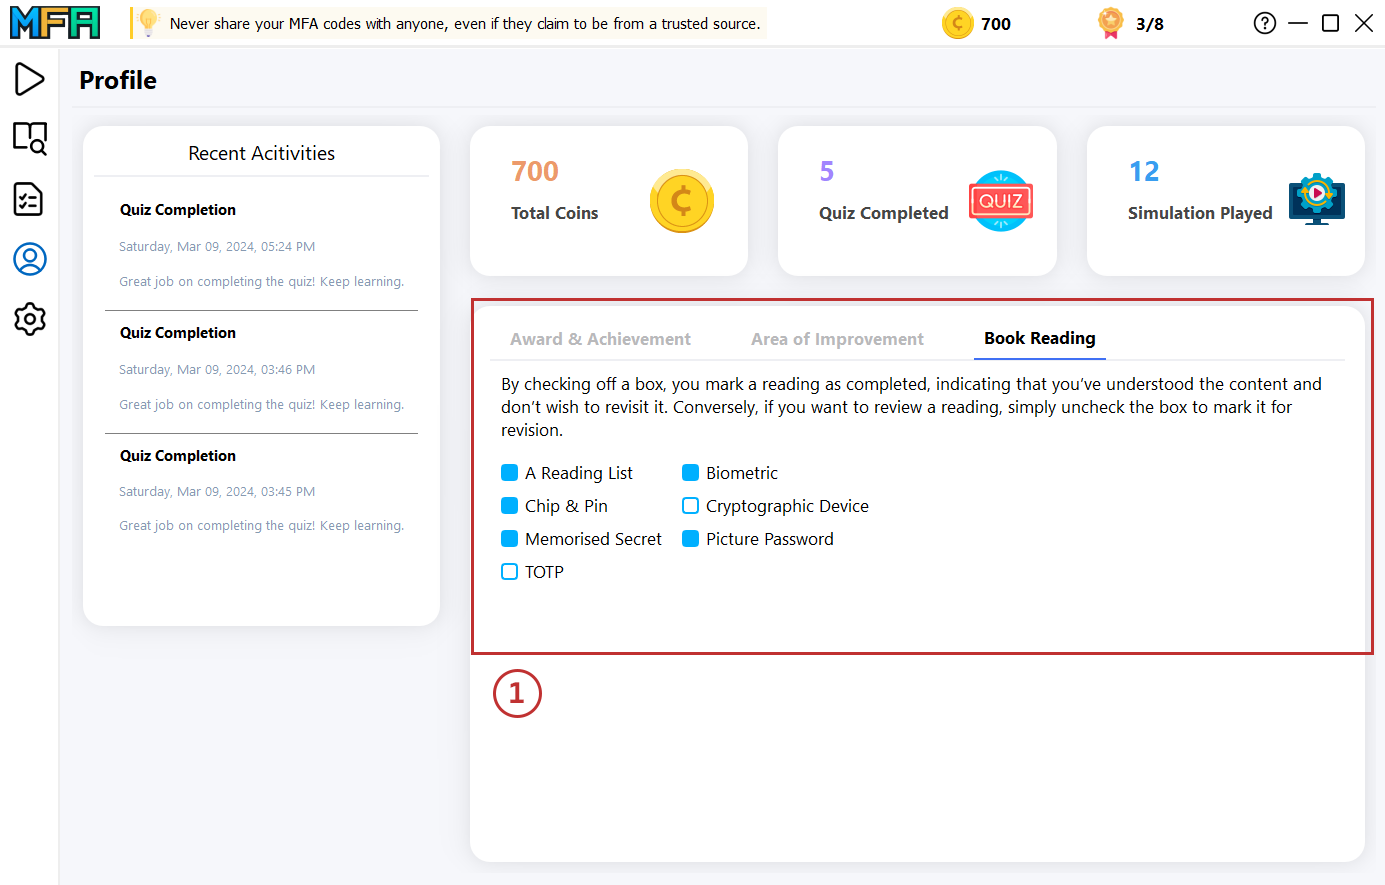 MFA
Never share your MFA codes with anyone, even if they claim to be from a trusted source.
700
3/8
Profile
Recent Acitivities
Quiz Completion
Saturday, Mar 09, 2024, 05:24 PM
Great job on completing the quiz! Keep learning.
Quiz Completion
Saturday, Mar 09, 2024, 03:46 PM
Great job on completing the quiz! Keep learning.
Quiz Completion
Saturday, Mar 09, 2024, 03:45 PM
Great job on completing the quiz! Keep learning.
700
Total Coins
5
Quiz Completed
QUIZ
12
Simulation Played
Award & Achievement
Area of Improvement
Book Reading
By checking off a box, you mark a reading as completed, indicating that you’ve understood the content and
don’t wish to revisit it. Conversely, if you want to review a reading, simply uncheck the box to mark it for
revision.
A Reading List
Biometric
Chip & Pin
Cryptographic Device
Memorised Secret
Picture Password
TOTP
1